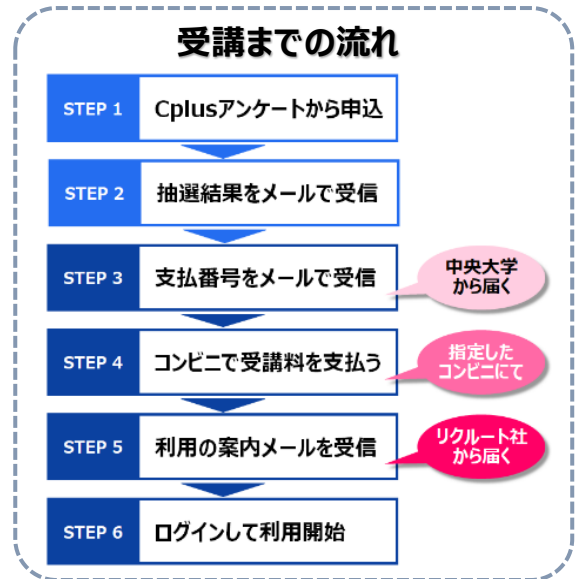 受講までの流れ
STEP 1
Cplusアンケートから申込
STEP 2
抽選結果をメールで受信
STEP 3
支払番号をメールで受信
中央大学
から届く
STEP 4
コンビニで受講料を支払う
指定した
コンビニにて
STEP 5
利用の案内メールを受信
リクルート社
から届く
STEP 6
ログインして利用開始